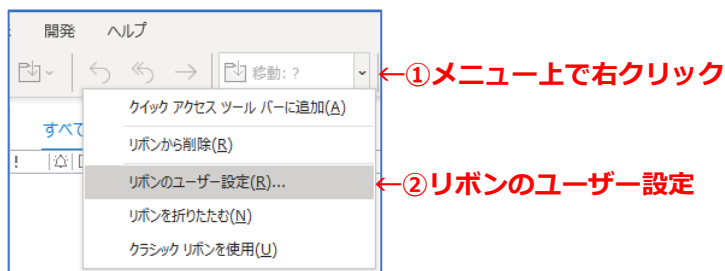 開発 ヘルプ
移動: ?
←①メニュー上で右クリック
クイック アクセス ツール バーに追加(A)
すべて
リボンから削除(R)
!
リボンのユーザー設定(R)...
←②リボンのユーザー設定
リボンを折りたたむ(N)
クラシック リボンを使用(U)